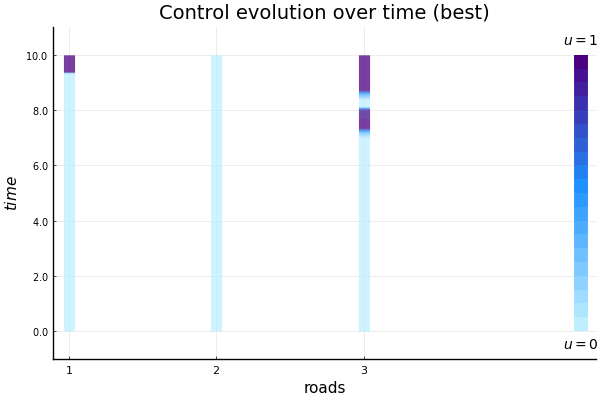 Control evolution over time (best)
u = 1
10.0
8.0
6.0
4.0
2.0
0.0
time
u = 0
1
2
3
roads